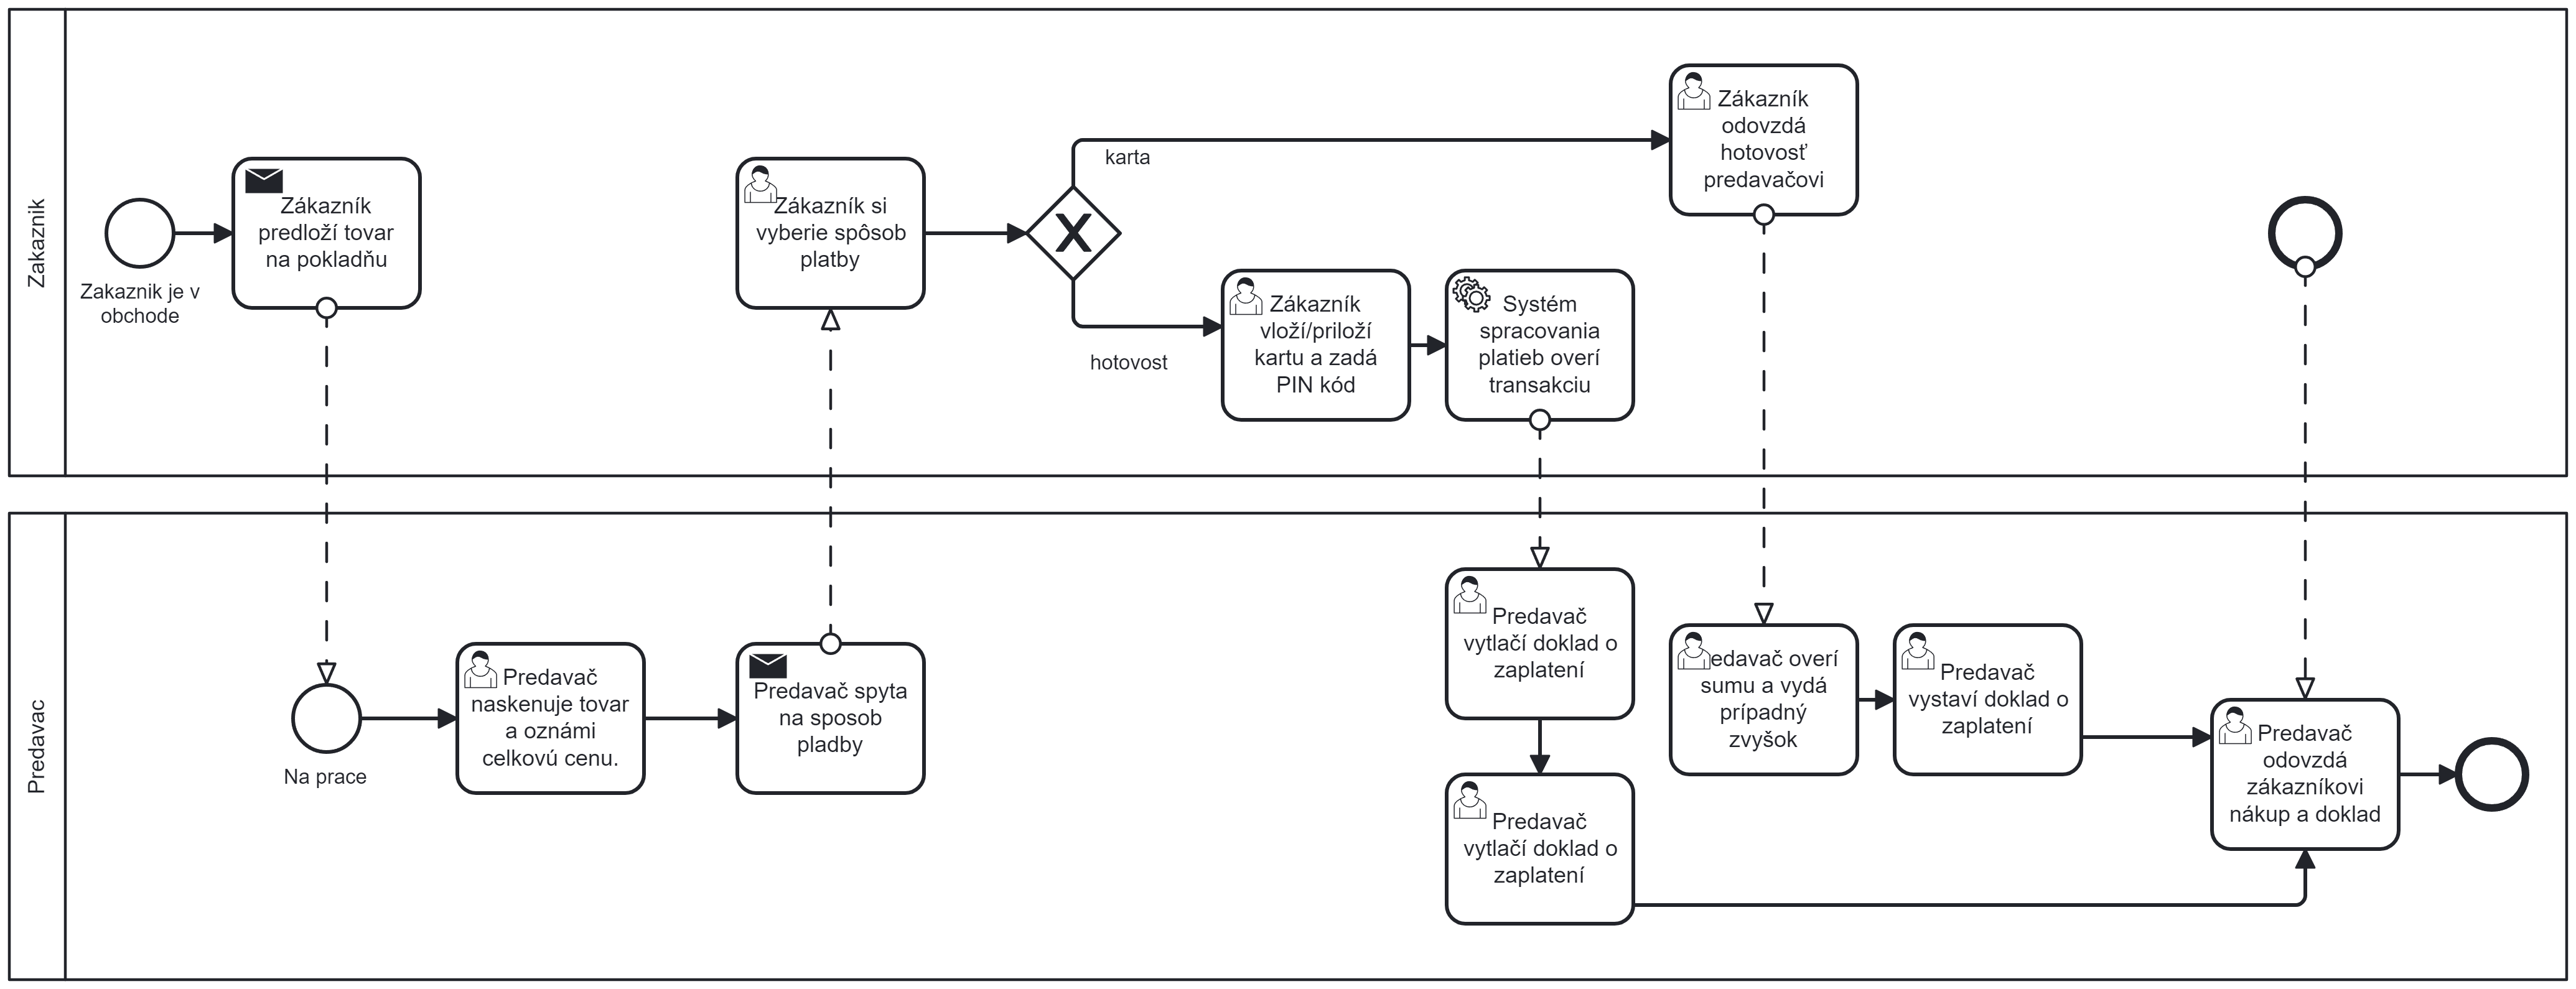 Zakaznik
Zakaznik je v
obchode
Zákazník
predloží tovar
na pokladňu
Zákazník si
vyberie spôsob
platby
karta
hotovost
Zákazník
odovzdá
hotovosť
predavačovi
Zákazník
vloží/priloží
kartu a zadá
PIN kód
Systém
spracovania
platieb overí
transakciu
Predavac
Na prace
Predavač
naskenuje tovar
a oznámi
celkovú cenu.
Predavač spyta
na sposob
pladby
Predavač
vytlačí doklad o
zaplatení
Predavač
vytlačí doklad o
zaplatení
edavač overí
sumu a vydá
prípadný
zvyšok
Predavač
vystaví doklad o
zaplatení
Predavač
odovzdá
zákazníkovi
nákup a doklad